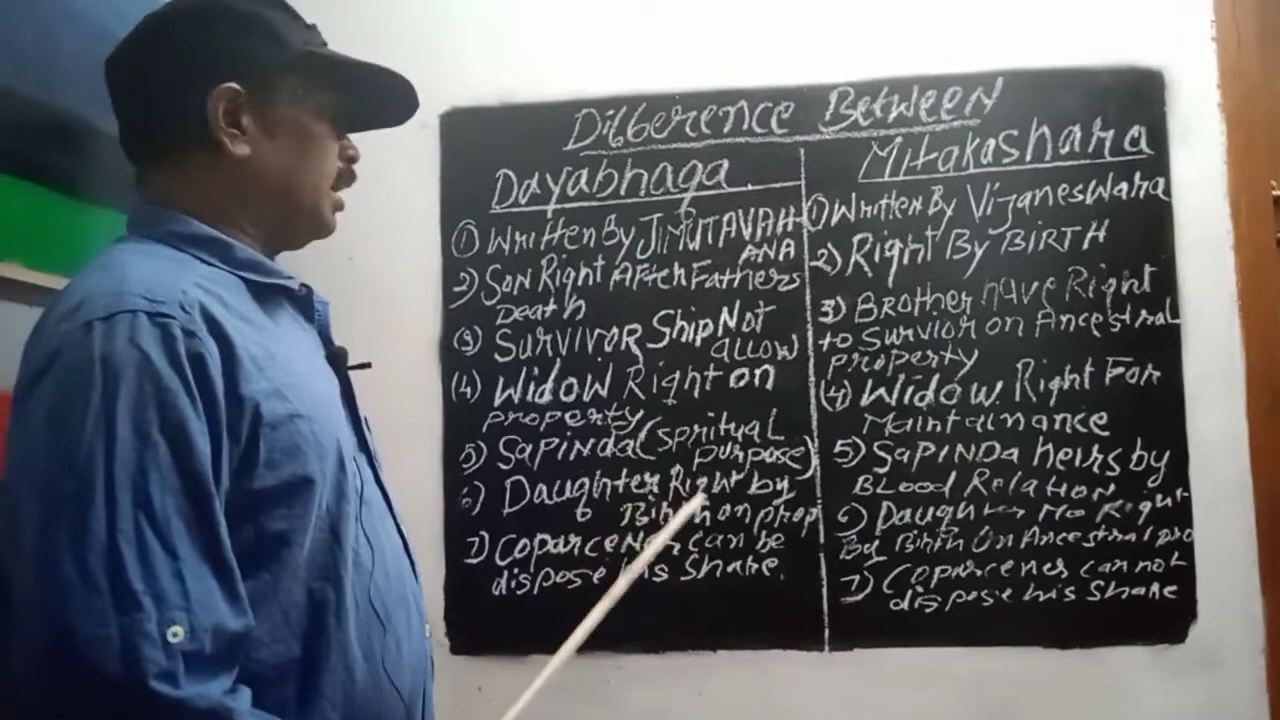 Difference Between
Dayabhaga
① Written By JIMUTAVAH
ANA
2) Son Right After Fathers
Death
(3) Survivor Ship Not
allow
(4) Widow Right on
property
5) Sapinda (spritual
purpose)
6) Daughter Right by
Birth on prop
7) Coparcener can be
dispose his Share.
Mitakashara
1) Written By Vijaneswara
2) Right By BIRTH
3) Brother have Right
to Survior on Ancestral
property
(4) Widow Right For
Maintainance
5) Sapinda heirs by
Blood Relation
6) Daughter No Right
By Birth On Ancestral pro
7) Coparcener cannot
dispose his Share